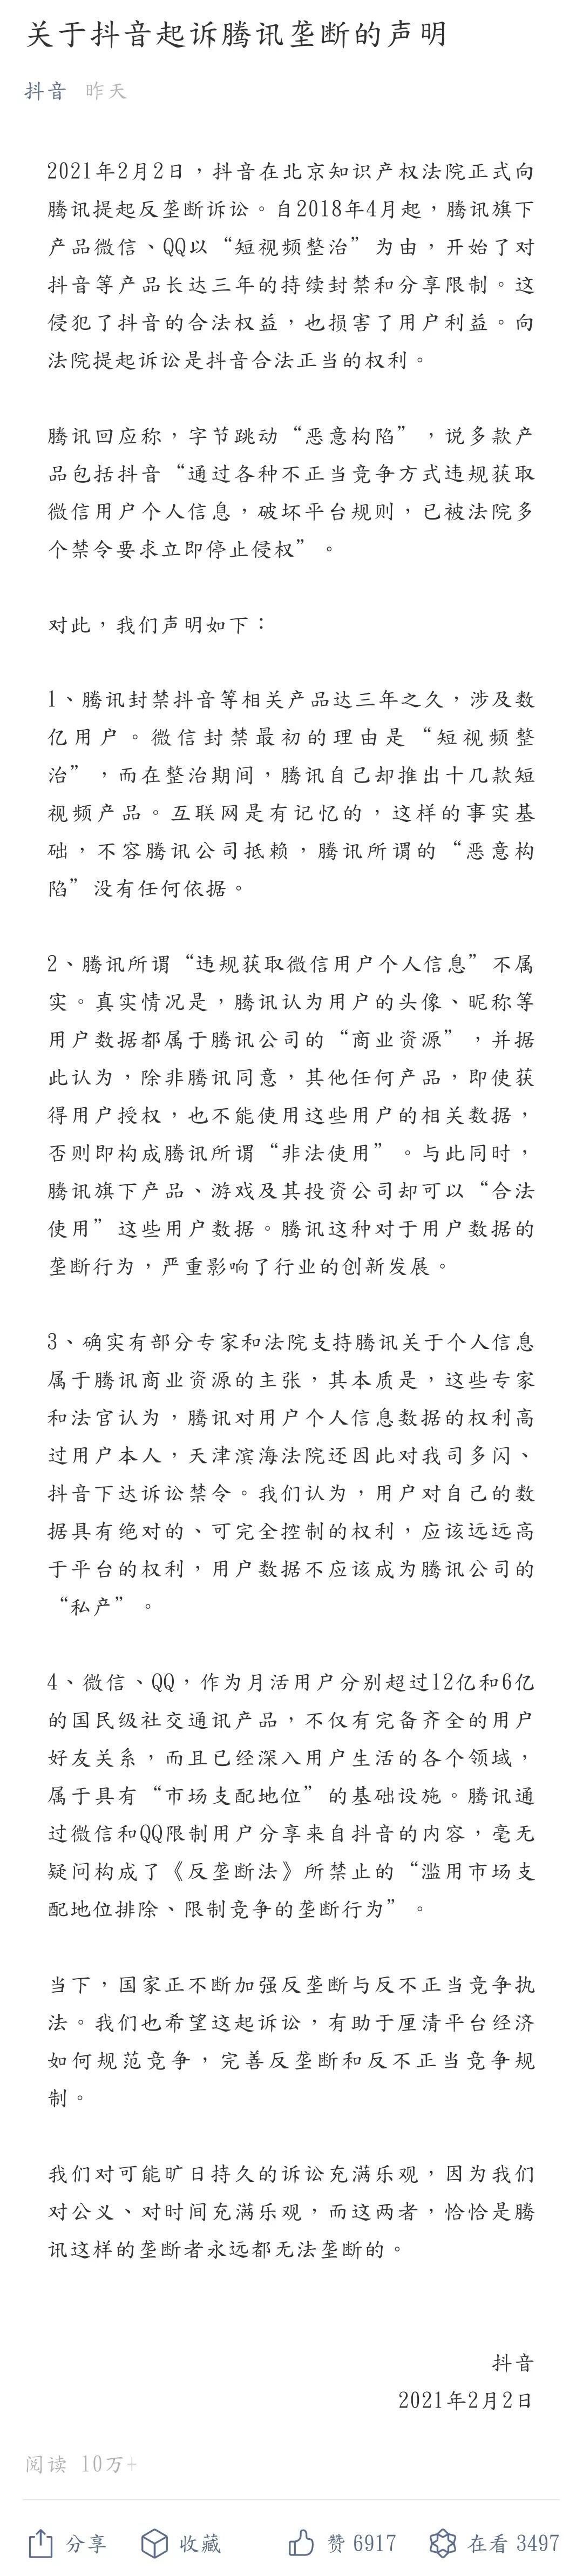 关于抖音起诉腾讯垄断的声明
抖音 昨天
2021年2月2日，抖音在北京知识产权法院正式向
腾讯提起反垄断诉讼。自2018年4月起，腾讯旗下
产品微信、QQ以“短视频整治”为由，开始了对
抖音等产品长达三年的持续封禁和分享限制。这
侵犯了抖音的合法权益，也损害了用户利益。向
法院提起诉讼是抖音合法正当的权利。
腾讯回应称，字节跳动“恶意构陷”，说多款产
品包括抖音“通过各种不正当竞争方式违规获取
微信用户个人信息，破坏平台规则，已被法院多
个禁令要求立即停止侵权”。
对此，我们声明如下：
1、腾讯封禁抖音等相关产品达三年之久，涉及数
亿用户。微信封禁最初的理由是“短视频整
治”，而在整治期间，腾讯自己却推出十几款短
视频产品。互联网是有记忆的，这样的事实基
础，不容腾讯公司抵赖，腾讯所谓的“恶意构
陷”没有任何依据。
2、腾讯所谓“违规获取微信用户个人信息”不属
实。真实情况是，腾讯认为用户的头像、昵称等
用户数据都属于腾讯公司的“商业资源”，并据
此认为，除非腾讯同意，其他任何产品，即使获
得用户授权，也不能使用这些用户的相关数据，
否则即构成腾讯所谓“非法使用”。与此同时，
腾讯旗下产品、游戏及其投资公司却可以“合法
使用”这些用户数据。腾讯这种对于用户数据的
垄断行为，严重影响了行业的创新发展。
3、确实有部分专家和法院支持腾讯关于个人信息
属于腾讯商业资源的主张，其本质是，这些专家
和法官认为，腾讯对用户个人信息数据的权利高
过用户本人，天津滨海法院还因此对我司多闪、
抖音下达诉讼禁令。我们认为，用户对自己的数
据具有绝对的、可完全控制的权利，应该远远高
于平台的权利，用户数据不应该成为腾讯公司的
“私产”。
4、微信、QQ，作为月活用户分别超过12亿和6亿
的国民级社交通讯产品，不仅有完备齐全的用户
好友关系，而且已经深入用户生活的各个领域，
属于具有“市场支配地位”的基础设施。腾讯通
过微信和QQ限制用户分享来自抖音的内容，毫无
疑问构成了《反垄断法》所禁止的“滥用市场支
配地位排除、限制竞争的垄断行为”。
当下，国家正不断加强反垄断与反不正当竞争执
法。我们也希望这起诉讼，有助于厘清平台经济
如何规范竞争，完善反垄断和反不正当竞争规
制。
我们对可能旷日持久的诉讼充满乐观，因为我们
对公义、对时间充满乐观，而这两者，恰恰是腾
讯这样的垄断者永远都无法垄断的。
抖音
2021年2月2日
阅读 10万+
分享 收藏 赞 6917 在看 3497